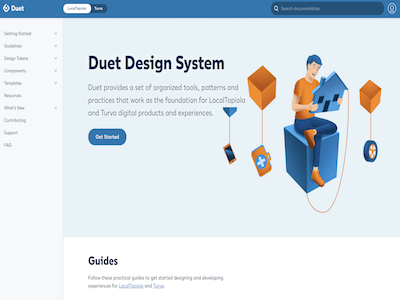 Duet
LocalTapiola Turva
Search documentation
Getting Started
Guidelines
Design Tokens
Components
Templates
Resources
What's New
Contributing
Support
FAQ
Duet Design System
Duet provides a set of organized tools, patterns and
practices that work as the foundation for LocalTapiola
and Turva digital products and experiences.
Get Started
Guides
Follow these practical guides to get started designing and developing
experiences for LocalTapiola and Turva.